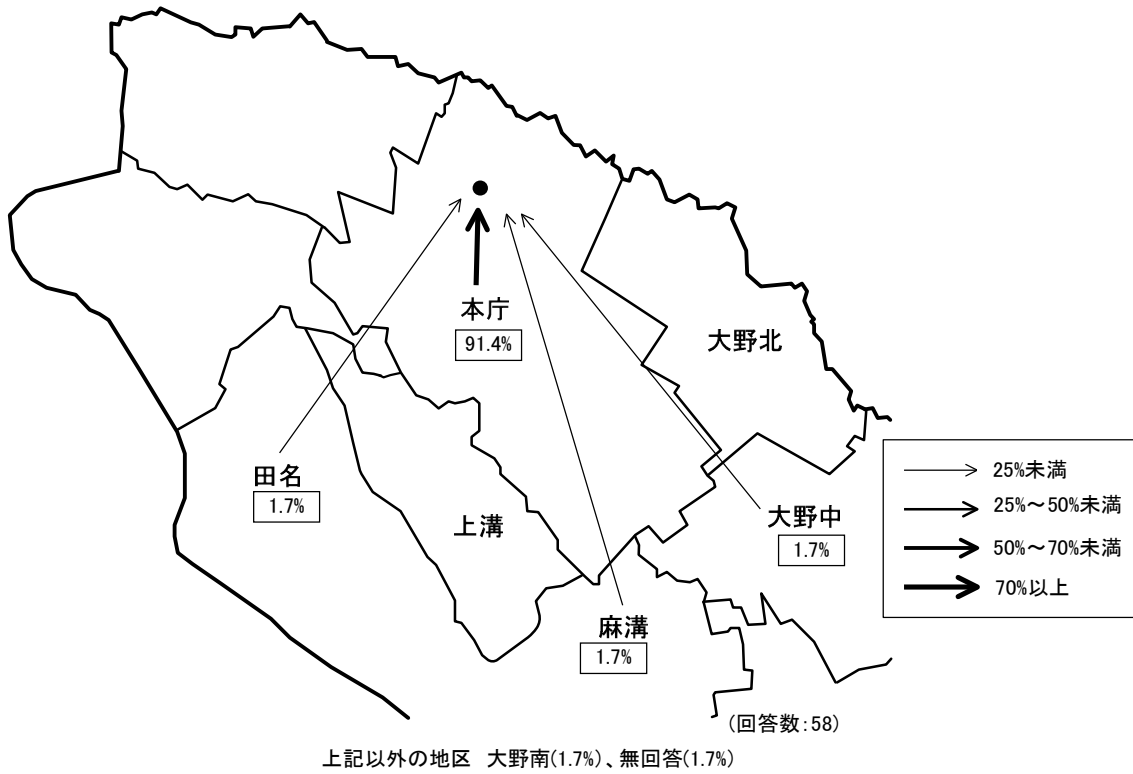 本庁
91.4%
大野北
田名
1.7%
上溝
大野中
1.7%
麻溝
1.7%
25%未満
25%～50%未満
50%～70%未満
70%以上
(回答数:58)
上記以外の地区 大野南(1.7%)、無回答(1.7%)